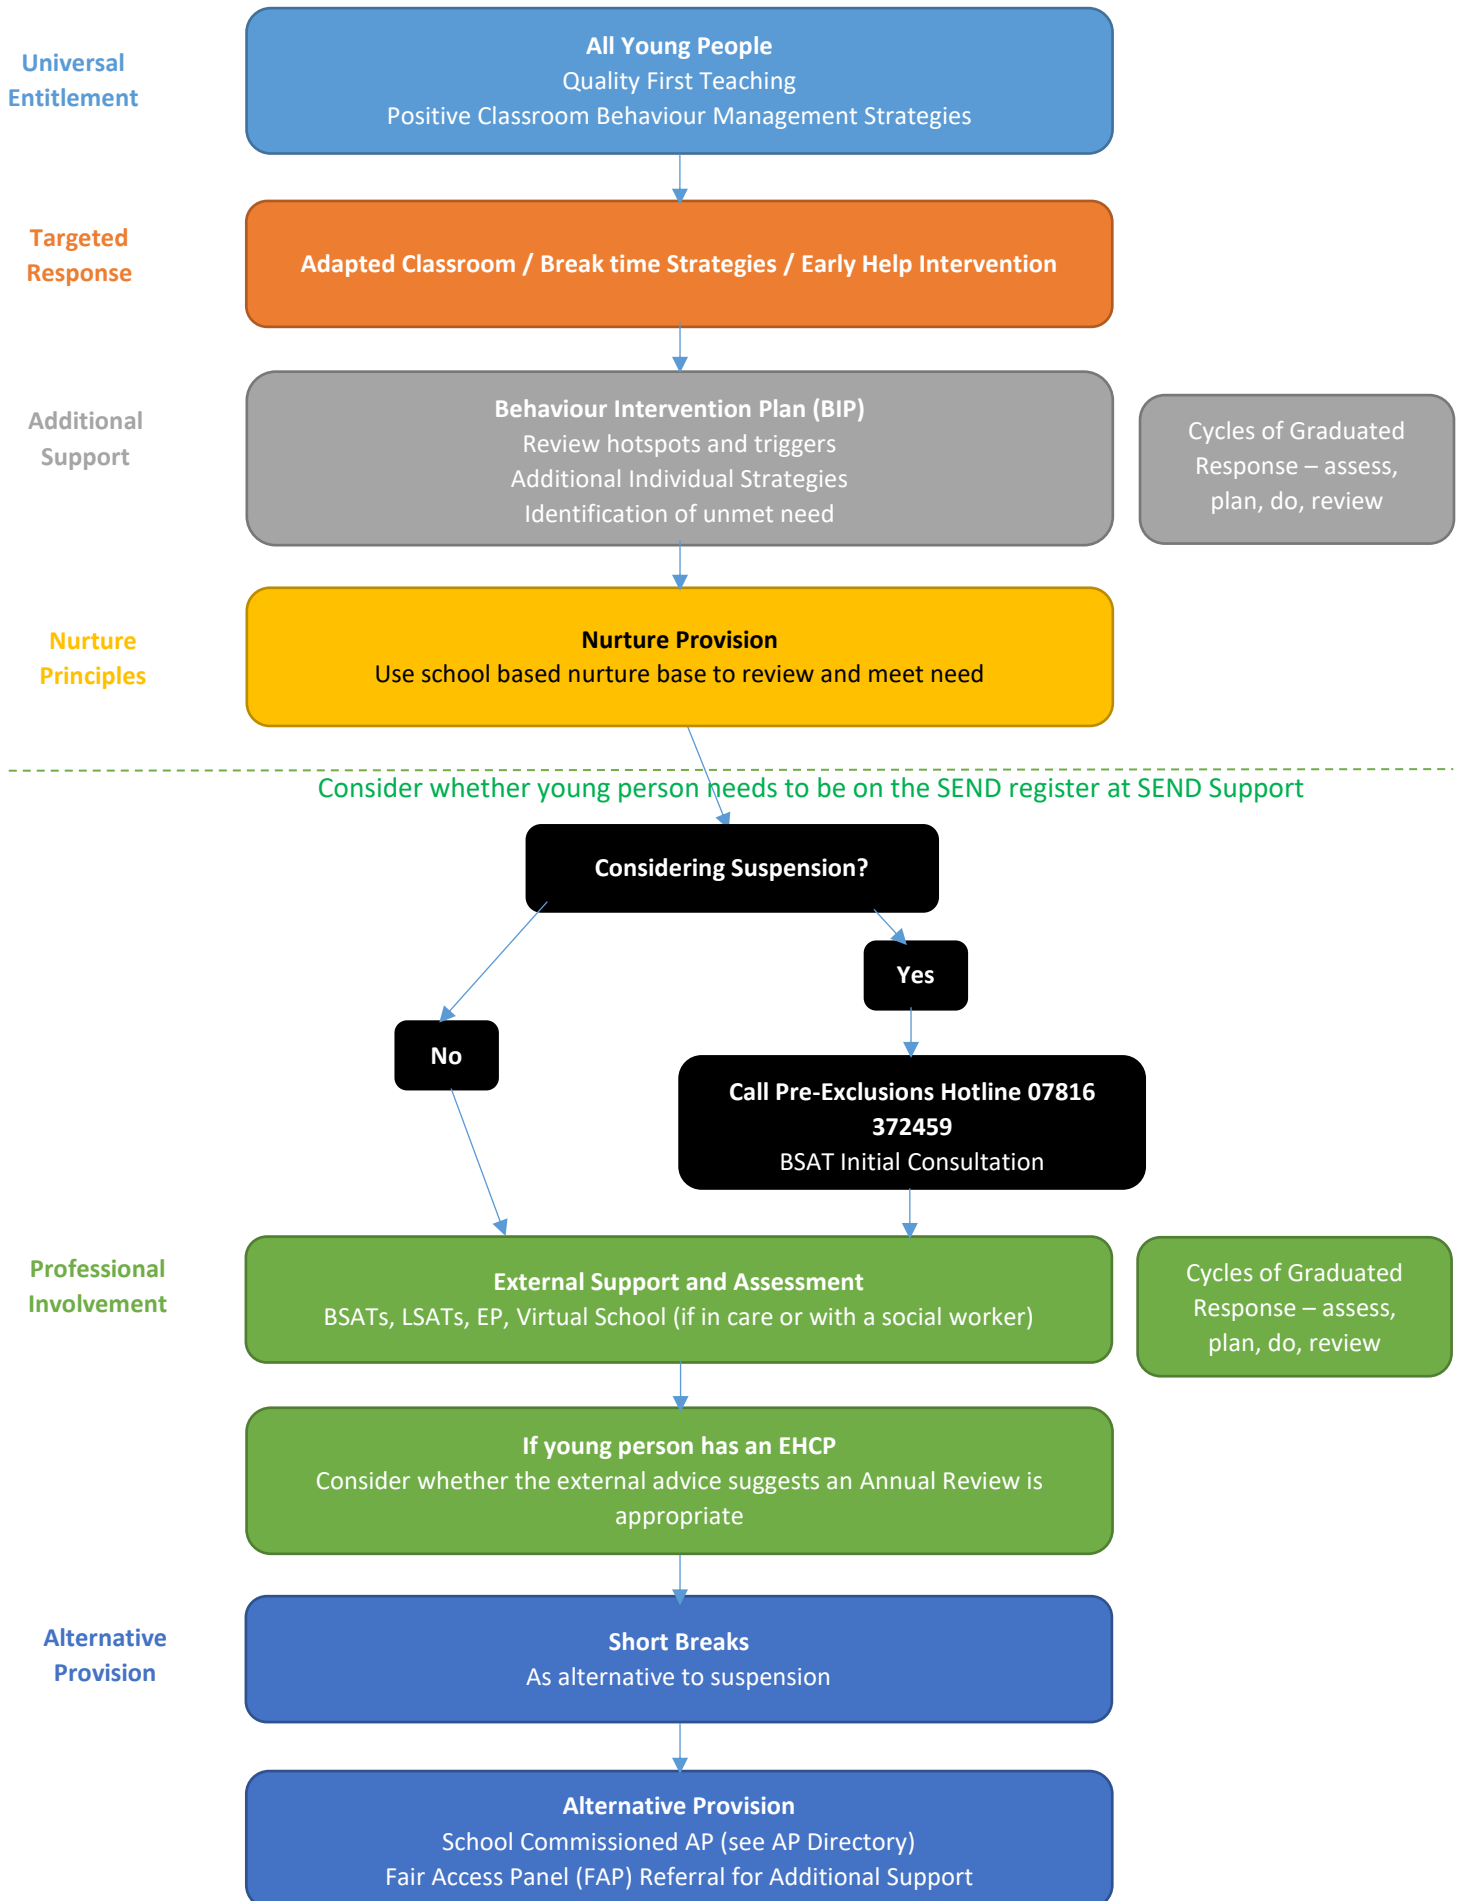 Universal
Entitlement
All Young People
Quality First Teaching
Positive Classroom Behaviour Management Strategies
Targeted
Response
Adapted Classroom / Break time Strategies / Early Help Intervention
Additional
Support
Behaviour Intervention Plan (BIP)
Review hotspots and triggers
Additional Individual Strategies
Identification of unmet need
Cycles of Graduated
Response – assess,
plan, do, review
Nurture
Principles
Nurture Provision
Use school based nurture base to review and meet need
Consider whether young person needs to be on the SEND register at SEND Support
Considering Suspension?
Yes
No
Call Pre-Exclusions Hotline 07816
372459
BSAT Initial Consultation
Professional
Involvement
External Support and Assessment
BSATs, LSATs, EP, Virtual School (if in care or with a social worker)
Cycles of Graduated
Response – assess,
plan, do, review
If young person has an EHCP
Consider whether the external advice suggests an Annual Review is
appropriate
Alternative
Provision
Short Breaks
As alternative to suspension
Alternative Provision
School Commissioned AP (see AP Directory)
Fair Access Panel (FAP) Referral for Additional Support